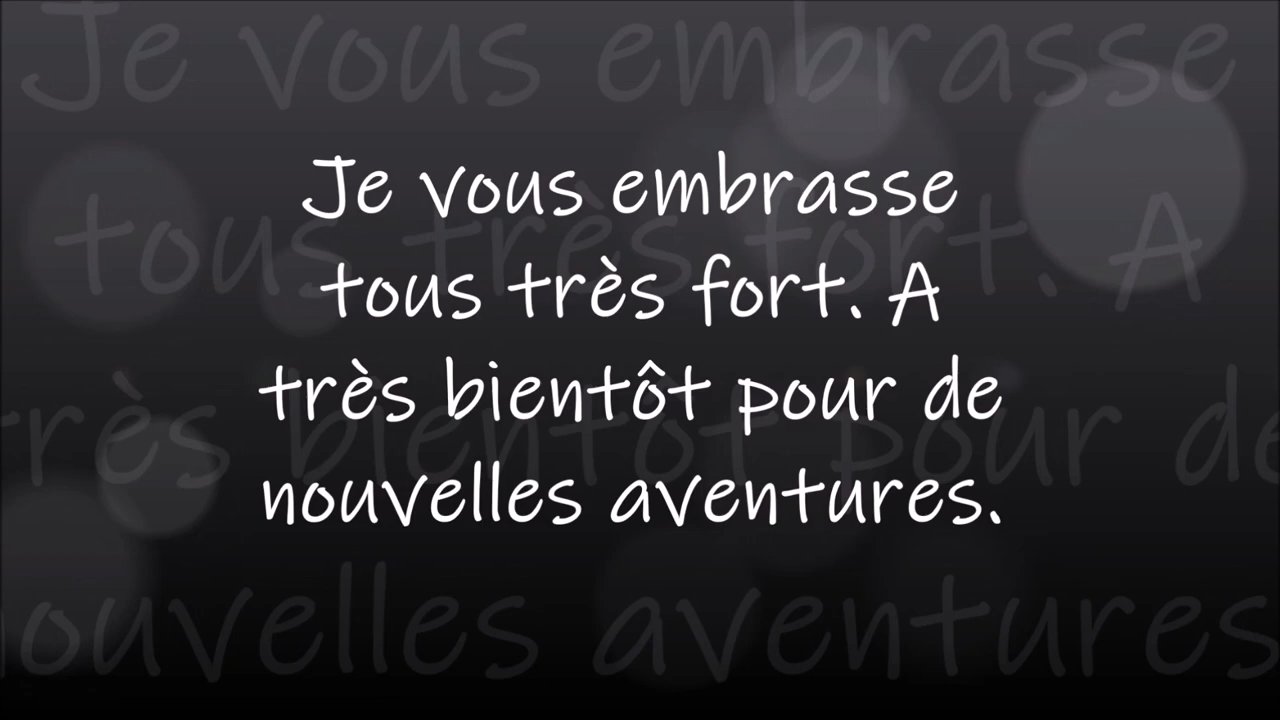 Je vous embrasse
tous très fort. A
très bientôt pour de
nouvelles aventures.